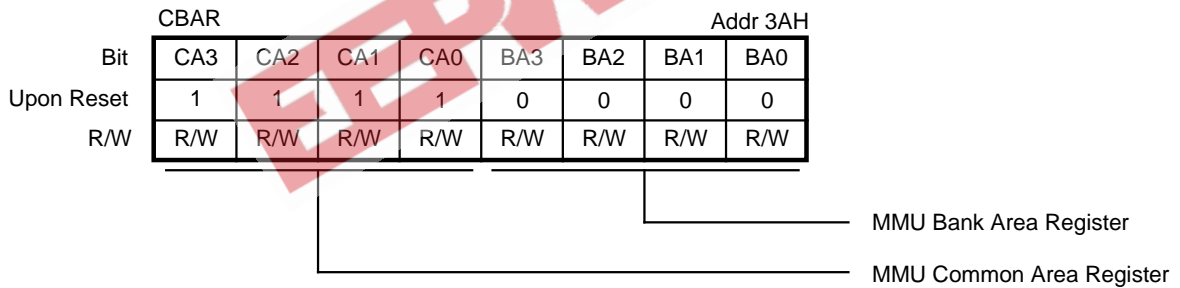 CBAR Addr 3AH
Bit CA3 CA2 CA1 CA0 BA3 BA2 BA1 BA0
Upon Reset 1 1 1 1 0 0 0 0
R/W R/W R/W R/W R/W R/W R/W R/W R/W
MMU Bank Area Register
MMU Common Area Register